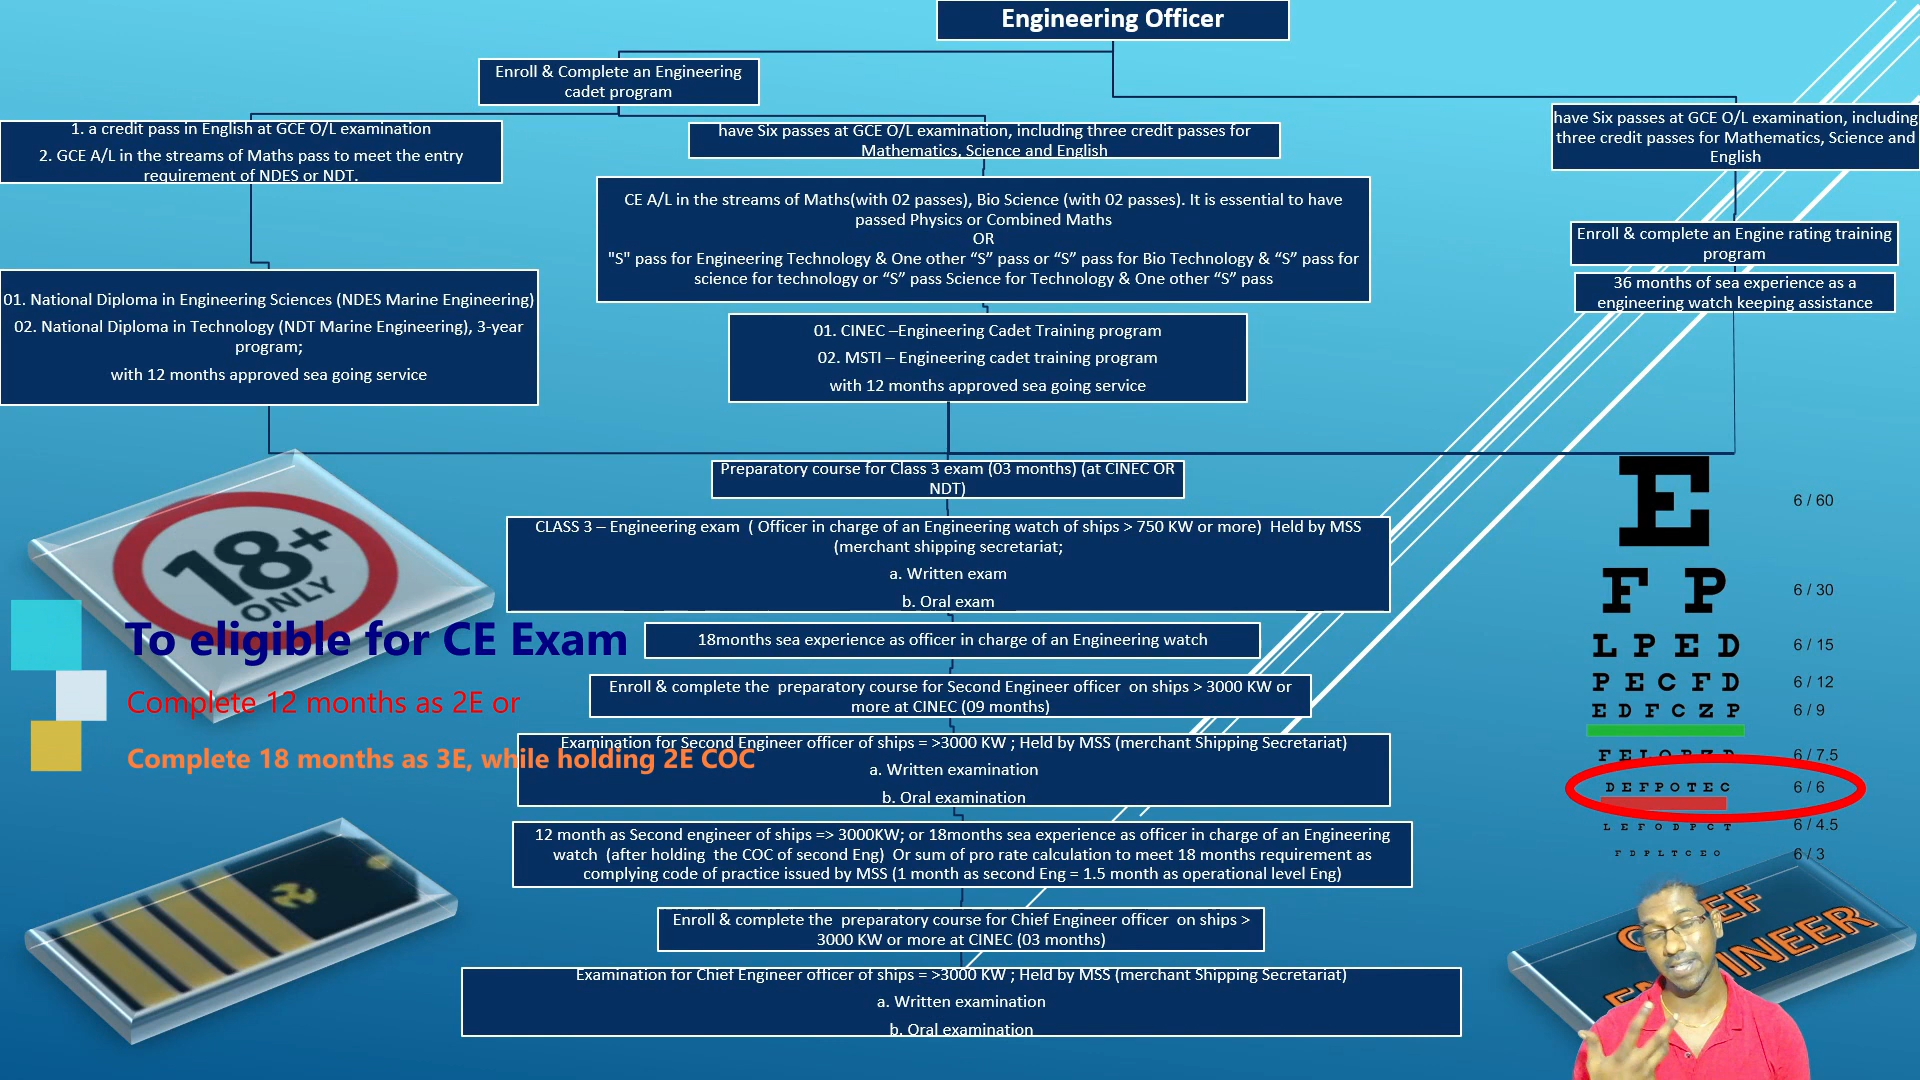 Engineering Officer
Enroll & Complete an Engineering
cadet program
1. a credit pass in English at GCE O/L examination
2. GCE A/L in the streams of Maths pass to meet the entry
requirement of NDES or NDT.
have Six passes at GCE O/L examination, including three credit passes for
Mathematics, Science and English
have Six passes at GCE O/L examination, including
three credit passes for Mathematics, Science and
English
CE A/L in the streams of Maths(with 02 passes), Bio Science (with 02 passes). It is essential to have
passed Physics or Combined Maths
OR
"S" pass for Engineering Technology & One other “S” pass or “S” pass for Bio Technology & “S” pass for
science for technology or “S” pass Science for Technology & One other “S” pass
Enroll & complete an Engine rating training
program
36 months of sea experience as a
engineering watch keeping assistance
01. National Diploma in Engineering Sciences (NDES Marine Engineering)
02. National Diploma in Technology (NDT Marine Engineering), 3-year
program;
with 12 months approved sea going service
01. CINEC –Engineering Cadet Training program
02. MSTI – Engineering cadet training program
with 12 months approved sea going service
Preparatory course for Class 3 exam (03 months) (at CINEC OR
NDT)
CLASS 3 – Engineering exam ( Officer in charge of an Engineering watch of ships > 750 KW or more) Held by MSS
(merchant shipping secretariat;
a. Written exam
b. Oral exam
18months sea experience as officer in charge of an Engineering watch
Enroll & complete the preparatory course for Second Engineer officer on ships > 3000 KW or
more at CINEC (09 months)
Examination for Second Engineer officer of ships = >3000 KW ; Held by MSS (merchant Shipping Secretariat)
a. Written examination
b. Oral examination
12 month as Second engineer of ships => 3000KW; or 18months sea experience as officer in charge of an Engineering
watch (after holding the COC of second Eng) Or sum of pro rate calculation to meet 18 months requirement as
complying code of practice issued by MSS (1 month as second Eng = 1.5 month as operational level Eng)
Enroll & complete the preparatory course for Chief Engineer officer on ships >
3000 KW or more at CINEC (03 months)
Examination for Chief Engineer officer of ships = >3000 KW ; Held by MSS (merchant Shipping Secretariat)
a. Written examination
b. Oral examination
18+
ONLY
To eligible for CE Exam
Complete 12 months as 2E or
Complete 18 months as 3E, while holding 2E COC
E 6 / 60
F P 6 / 30
L P E D 6 / 15
P E C F D 6 / 12
E D F C Z P 6 / 9
F E L O P Z D 6 / 7.5
D E F P O T E C 6 / 6
L E F O D P C T 6 / 4.5
F D P L T C E O 6 / 3